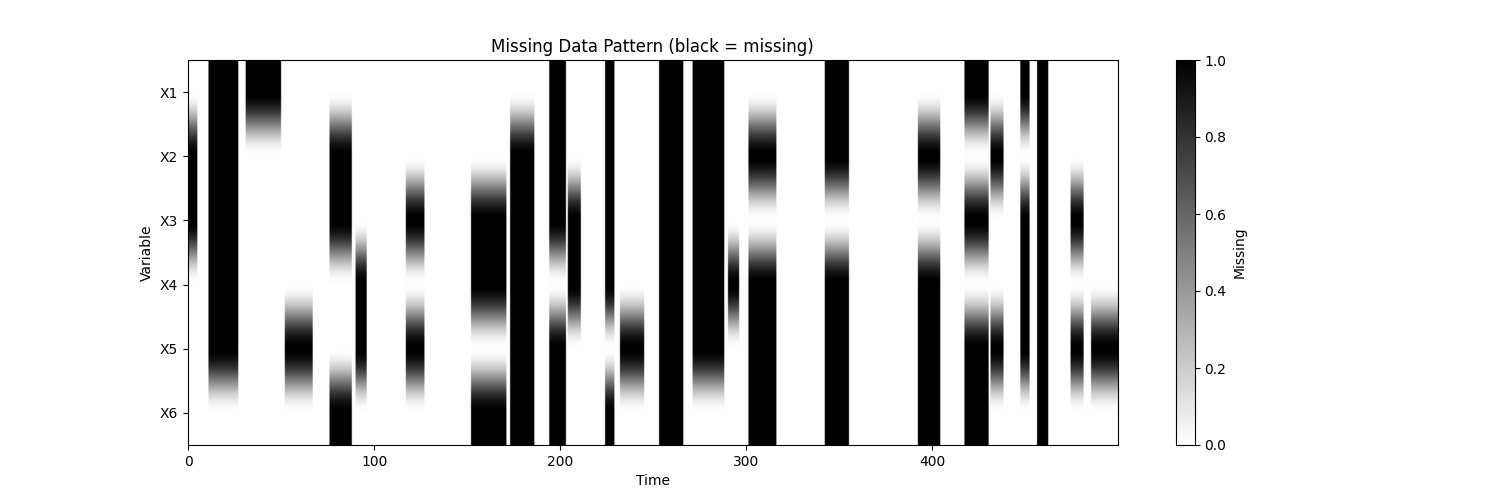 Missing Data Pattern (black = missing)
Variable
X1
X2
X3
X4
X5
X6
0 100 200 300 400
Time
1.0
0.8
0.6
0.4
0.2
0.0
Missing